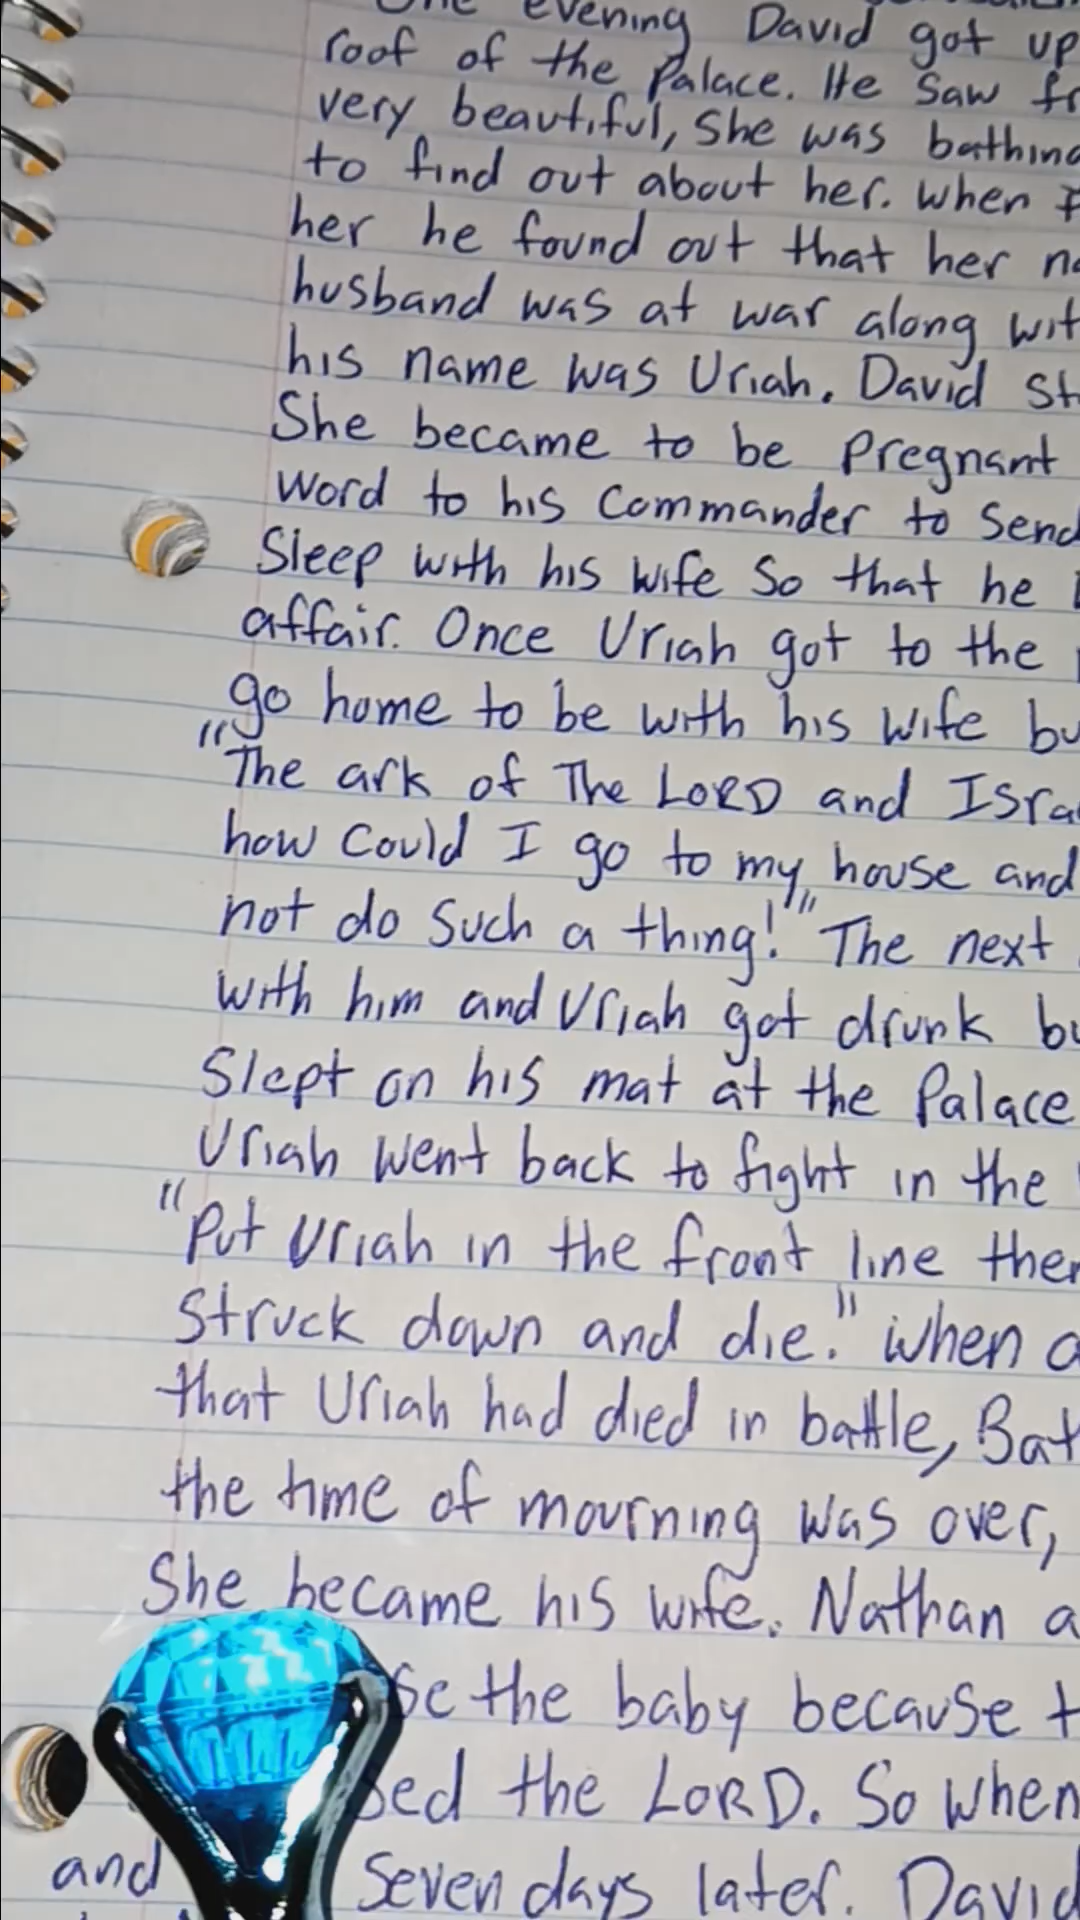 One evening David got up
roof of the Palace. He saw
very beautiful, She was bathing
to find out about her. When
her he found out that her
husband was at war along
his name was Uriah. David
She became to be Pregnant
word to his Commander to Send
Sleep with his wife So that he
affair. Once Uriah got to the
go home to be with his wife
"The ark of The LORD and
how Could I go to my house and
not do Such a thing!" The next
with him and Uriah got drunk
Slept on his mat at the Palace
Uriah went back to fight in the
"Put Uriah in the front line
Struck down and die." When
that Uriah had died in battle,
the time of mourning was over,
She became his wife. Nathan
the baby because
the LORD. So when
and Seven days later. David